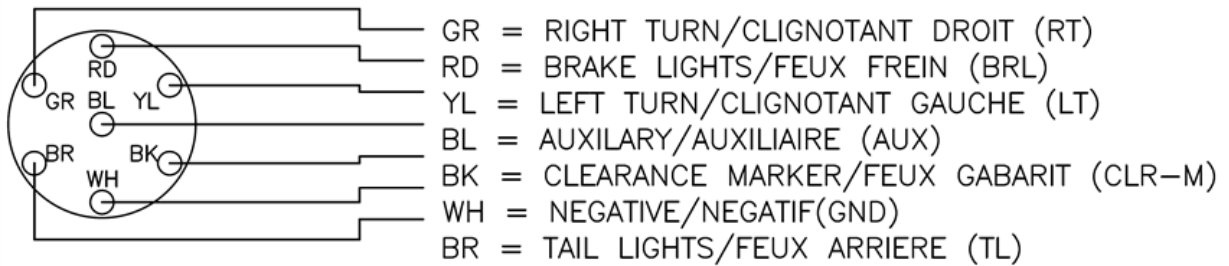 GR = RIGHT TURN/CLIGNOTANT DROIT (RT)
RD = BRAKE LIGHTS/FEUX FREIN (BRL)
YL = LEFT TURN/CLIGNOTANT GAUCHE (LT)
BL = AUXILARY/AUXILIAIRE (AUX)
BK = CLEARANCE MARKER/FEUX GABARIT (CLR-M)
WH = NEGATIVE/NEGATIF(GND)
BR = TAIL LIGHTS/FEUX ARRIERE (TL)
RD
GR BL YL
BR BK
WH